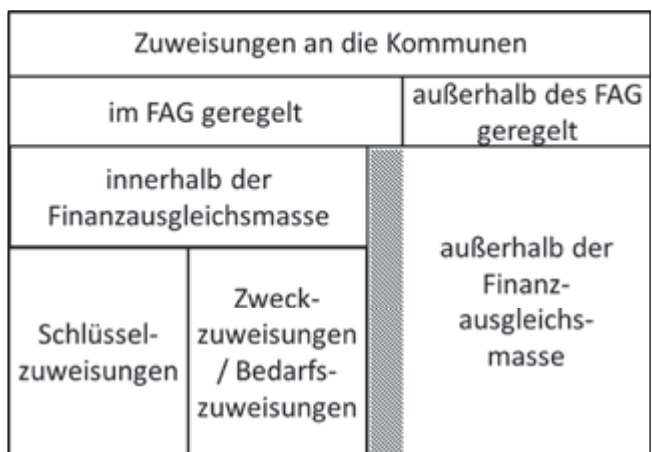 Zuweisungen an die Kommunen
im FAG geregelt
außerhalb des FAG
geregelt
innerhalb der
Finanzausgleichsmasse
Schlüssel-
zuweisungen
Zweck-
zuweisungen
/ Bedarfs-
zuweisungen
außerhalb der
Finanz-
ausgleichs-
masse